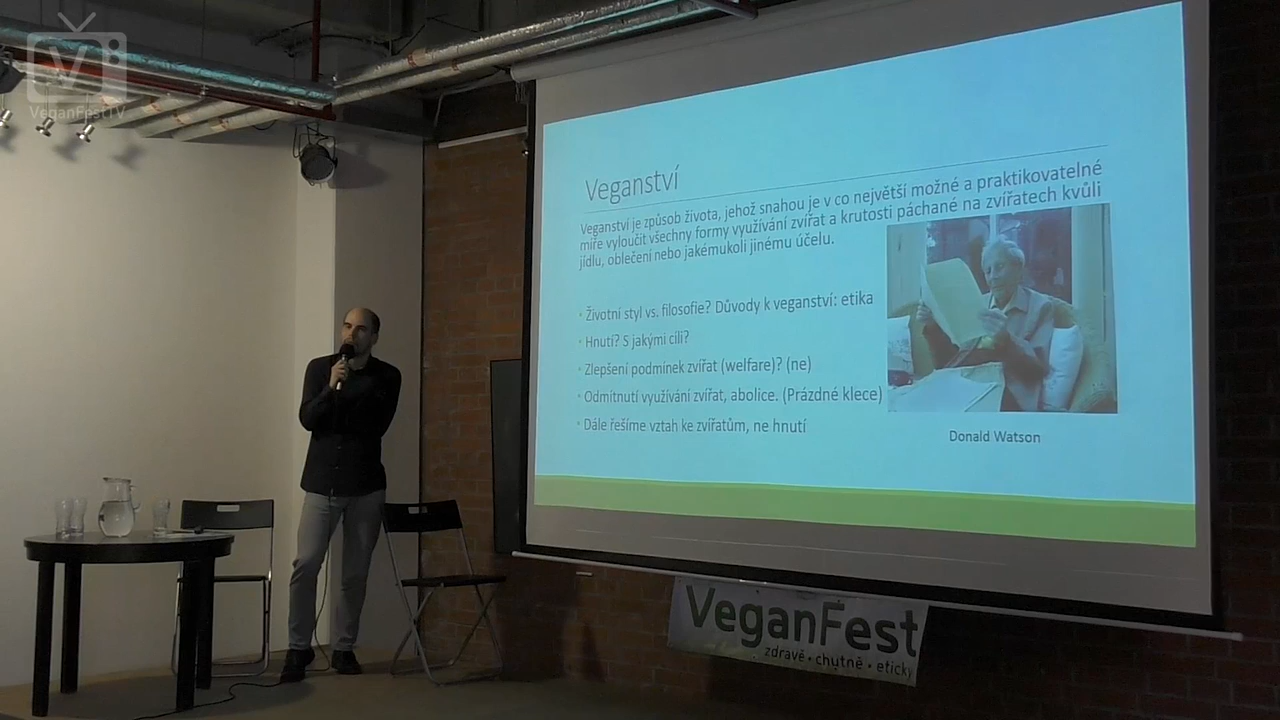 VeganFestTV
Veganství
Veganství je způsob života, jehož snahou je v co největší možné a praktikovatelné
míře vyloučit všechny formy využívání zvířat a krutosti páchané na zvířatech kvůli
jídlu, oblečení nebo jakémukoli jinému účelu.
Životní styl vs. filosofie? Důvody k veganství: etika
Hnutí? S jakými cíli?
Zlepšení podmínek zvířat (welfare)? (ne)
Odmítnutí využívání zvířat, abolice. (Prázdné klece)
Dále řešíme vztah ke zvířatům, ne hnutí
Donald Watson
VeganFest
zdravě • chutně • eticky